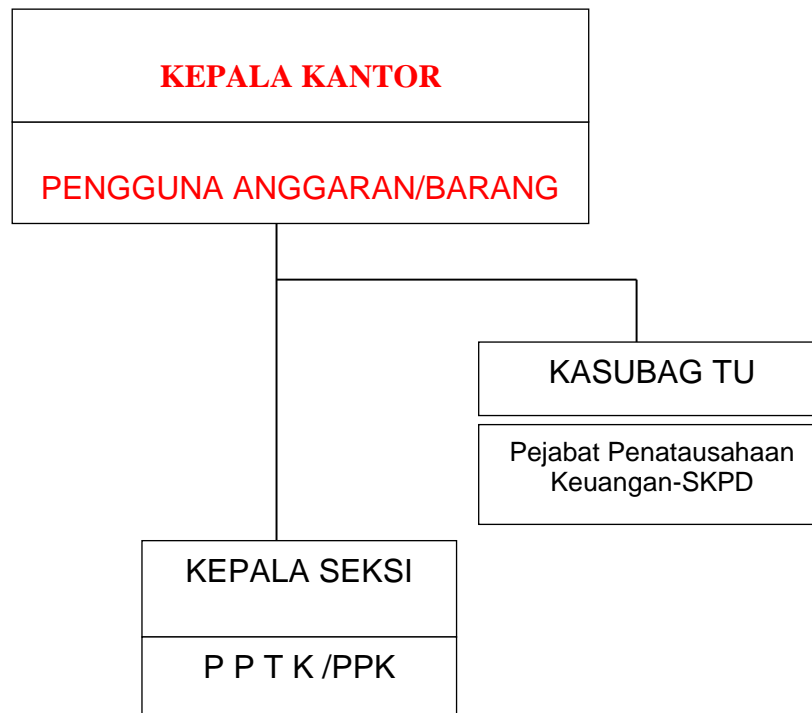 KEPALA KANTOR
PENGGUNA ANGGARAN/BARANG
KASUBAG TU
Pejabat Penatausahaan
Keuangan-SKPD
KEPALA SEKSI
P P T K /PPK